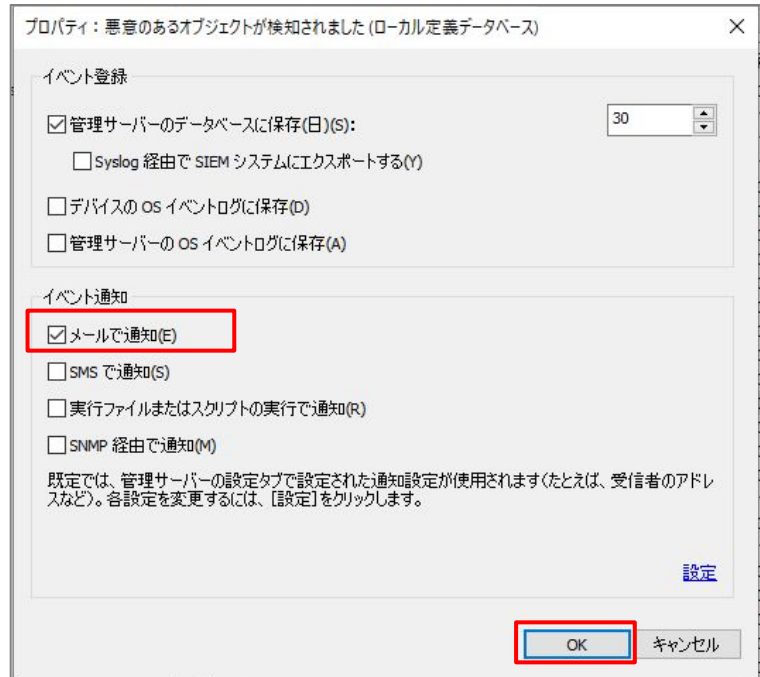 プロパティ：悪意のあるオブジェクトが検知されました(ローカル定義データベース)
イベント登録
管理サーバーのデータベースに保存(日)(S)：
30
Syslog 経由で SIEM システムにエクスポートする(Y)
デバイスの OS イベントログに保存(D)
管理サーバーの OS イベントログに保存(A)
イベント通知
メールで通知(E)
SMS で通知(S)
実行ファイルまたはスクリプトの実行で通知(R)
SNMP 経由で通知(M)
既定では、管理サーバーの設定タブで設定された通知設定が使用されます(たとえば、受信者のアドレ
スなど)。各設定を変更するには、[設定]をクリックします。
設定
OK
キャンセル